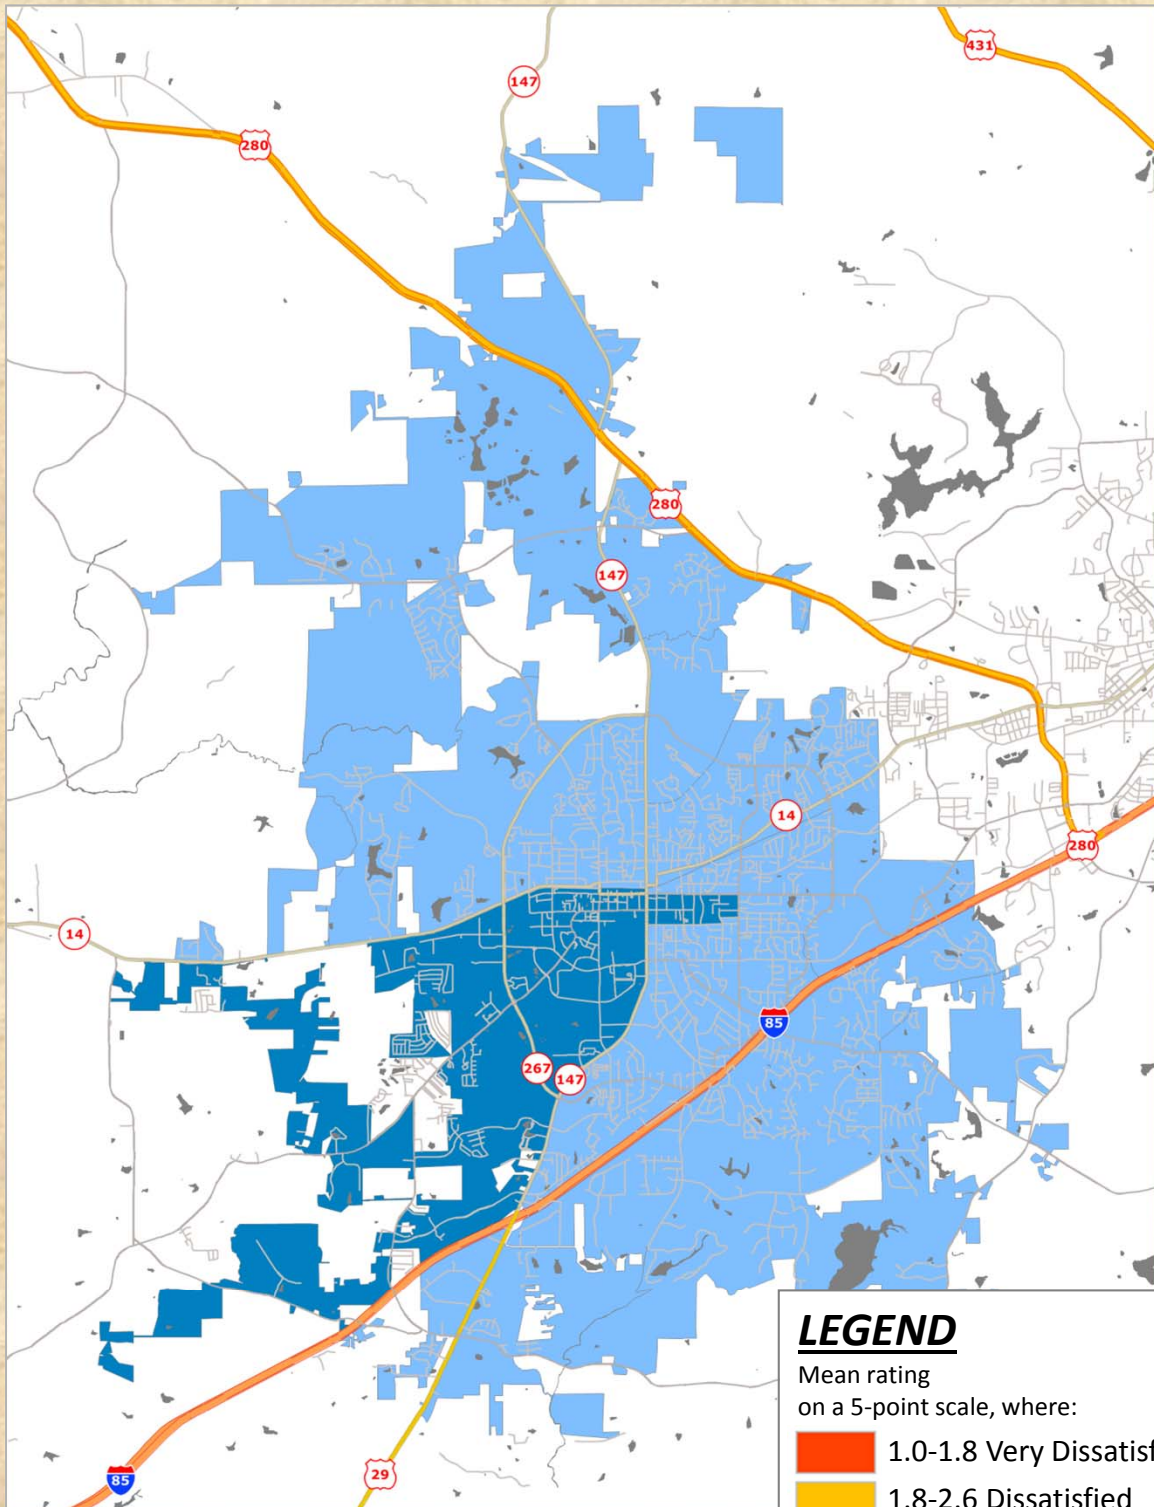 431
147
280
280
147
14
280
14
85
267
147
29
85
LEGEND
Mean rating
on a 5-point scale, where:
1.0-1.8 Very Dissatisf
1.8-2.6 Dissatisfied